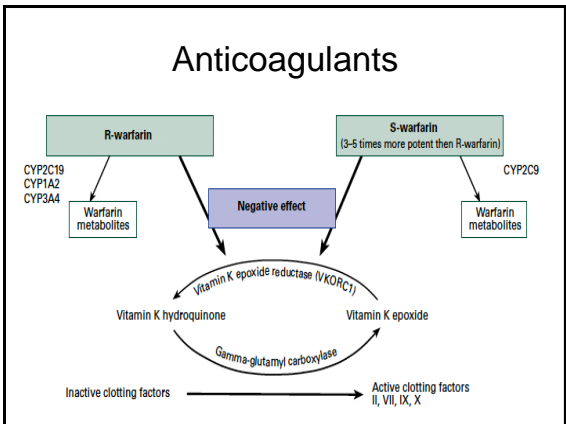 Anticoagulants
R-warfarin
S-warfarin
(3–5 times more potent then R-warfarin)
CYP2C19
CYP1A2
CYP3A4
CYP2C9
Warfarin
metabolites
Negative effect
Warfarin
metabolites
Vitamin K epoxide reductase (VKORC1)
Vitamin K hydroquinone
Vitamin K epoxide
Gamma-glutamyl carboxylase
Inactive clotting factors
Active clotting factors
II, VII, IX, X